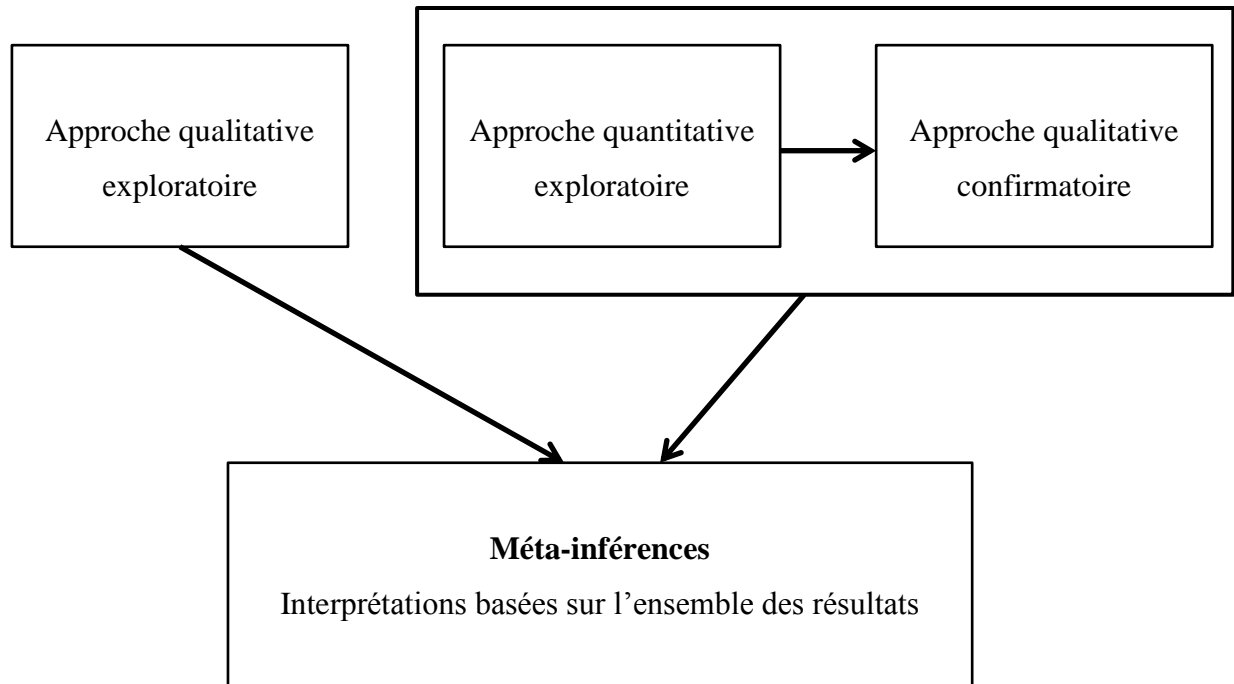 Approche qualitative
exploratoire
Approche quantitative
exploratoire
Approche qualitative
confirmatoire
Méta-inférences
Interprétations basées sur l’ensemble des résultats